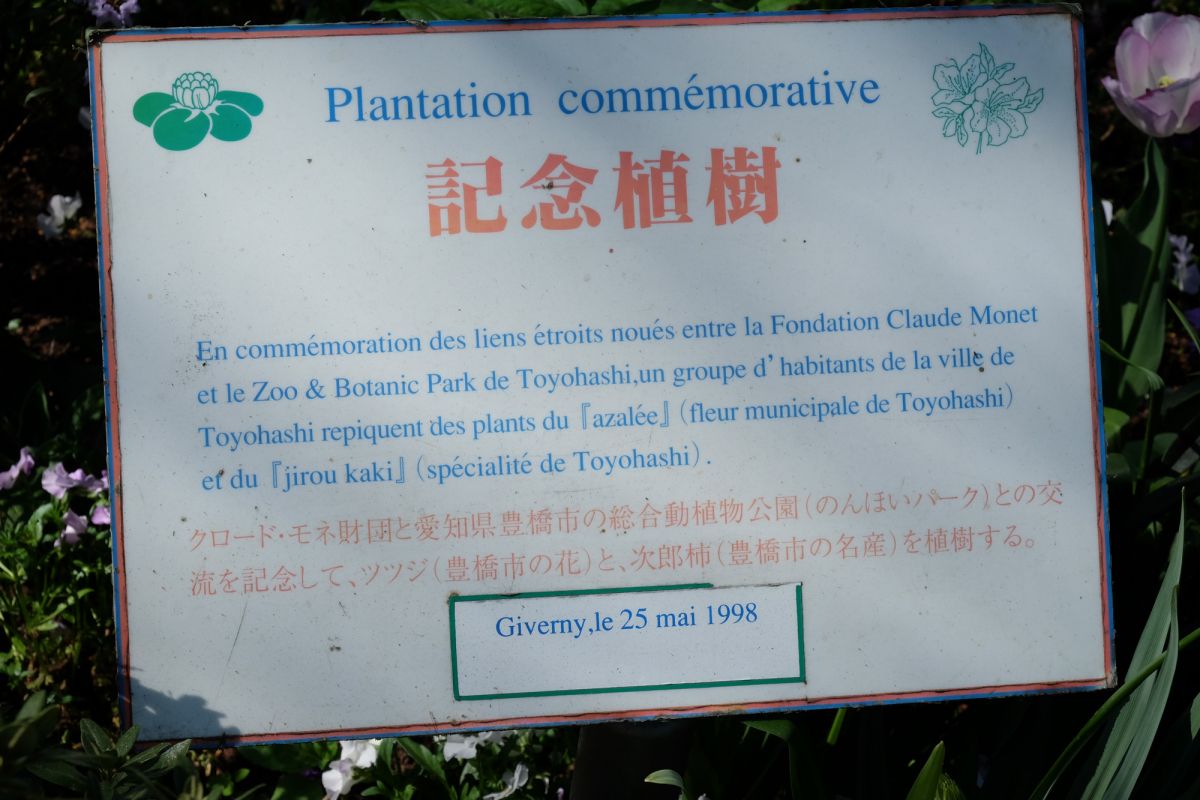 Plantation commémorative
記念植樹
En commémoration des liens étroits noués entre la Fondation Claude Monet
et le Zoo & Botanic Park de Toyohashi,un groupe d'habitants de la ville de
Toyohashi repiquent des plants du『azalée』(fleur municipale de Toyohashi)
et du『jirou kaki』(spécialité de Toyohashi).
クロード・モネ財団と愛知県豊橋市の総合動植物公園(のんほいパーク)との交
流を記念して、ツツジ(豊橋市の花)と、次郎柿(豊橋市の名産)を植樹する。
Giverny,le 25 mai 1998